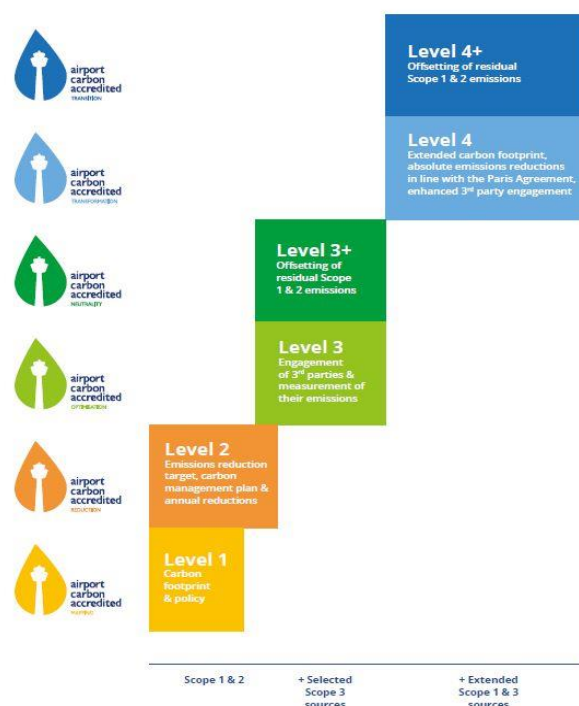 airport
carbon
accredited
TRANSITION
Level 4+
Offsetting of residual
Scope 1 & 2 emissions
airport
carbon
accredited
TRANSFORMATION
Level 4
Extended carbon footprint,
absolute emissions reductions
in line with the Paris Agreement,
enhanced 3rd party engagement
airport
carbon
accredited
NEUTRALITY
Level 3+
Offsetting of
residual Scope
1 & 2 emissions
airport
carbon
accredited
OPTIMISATION
Level 3
Engagement
of 3rd parties &
measurement of
their emissions
airport
carbon
accredited
REDUCTION
Level 2
Emissions reduction
target, carbon
management plan &
annual reductions
airport
carbon
accredited
MAPPING
Level 1
Carbon
footprint
& policy
Scope 1 & 2
+ Selected
Scope 3
sources
+ Extended
Scope 1 & 3
sources